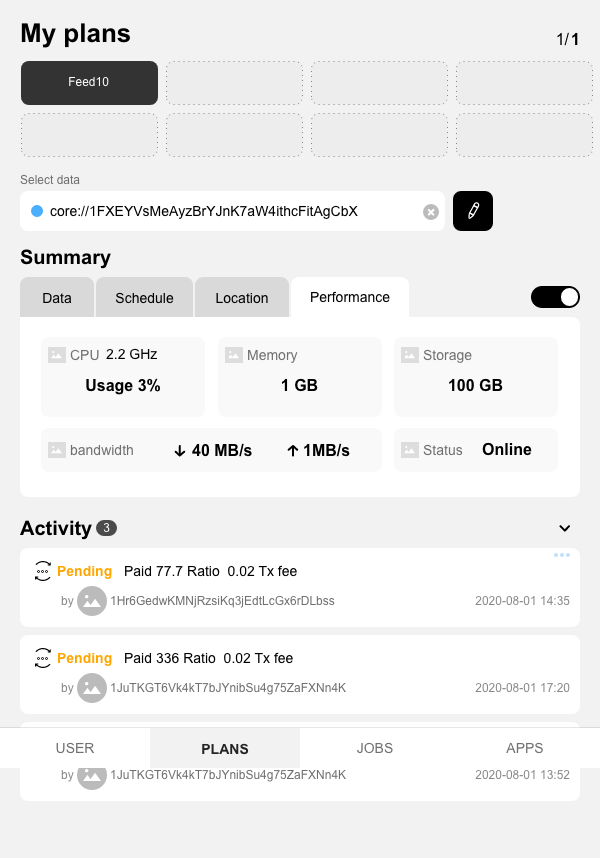 My plans
1/1
Feed10
Select data
core://1FXEYVsMeAyzBrYJnK7aW4ithcFitAgCbX
Summary
Data Schedule Location Performance
CPU 2.2 GHz
Usage 3%
Memory
1 GB
Storage
100 GB
bandwidth 40 MB/s 1MB/s
Status Online
Activity 3
Pending Paid 77.7 Ratio 0.02 Tx fee
by 1Hr6GedwKMNjRzsiKq3jEdtLcGx6rDLbss 2020-08-01 14:35
Pending Paid 336 Ratio 0.02 Tx fee
by 1JuTKGT6Vk4kT7bJYnibSu4g75ZaFXNn4K 2020-08-01 17:20
USER PLANS JOBS APPS
by 1JuTKGT6Vk4kT7bJYnibSu4g75ZaFXNn4K 2020-08-01 13:52